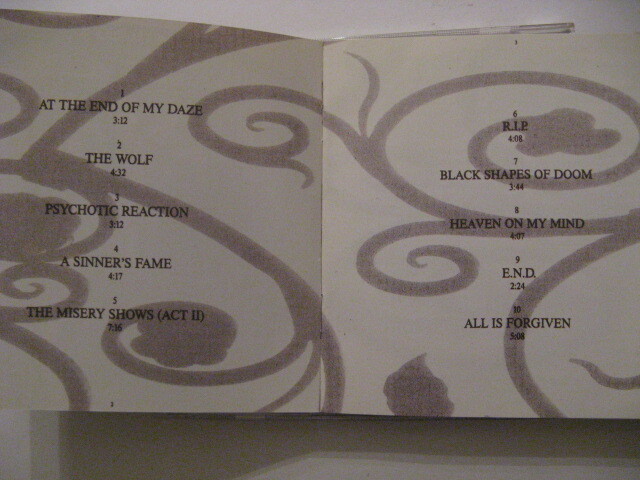 1
AT THE END OF MY DAZE
3:12
2
THE WOLF
4:32
3
PSYCHOTIC REACTION
3:12
4
A SINNER'S FAME
4:17
5
THE MISERY SHOWS (ACT II)
7:16
2
3
6
R.I.P.
4:08
7
BLACK SHAPES OF DOOM
3:44
8
HEAVEN ON MY MIND
4:07
9
E.N.D.
2:24
10
ALL IS FORGIVEN
5:08